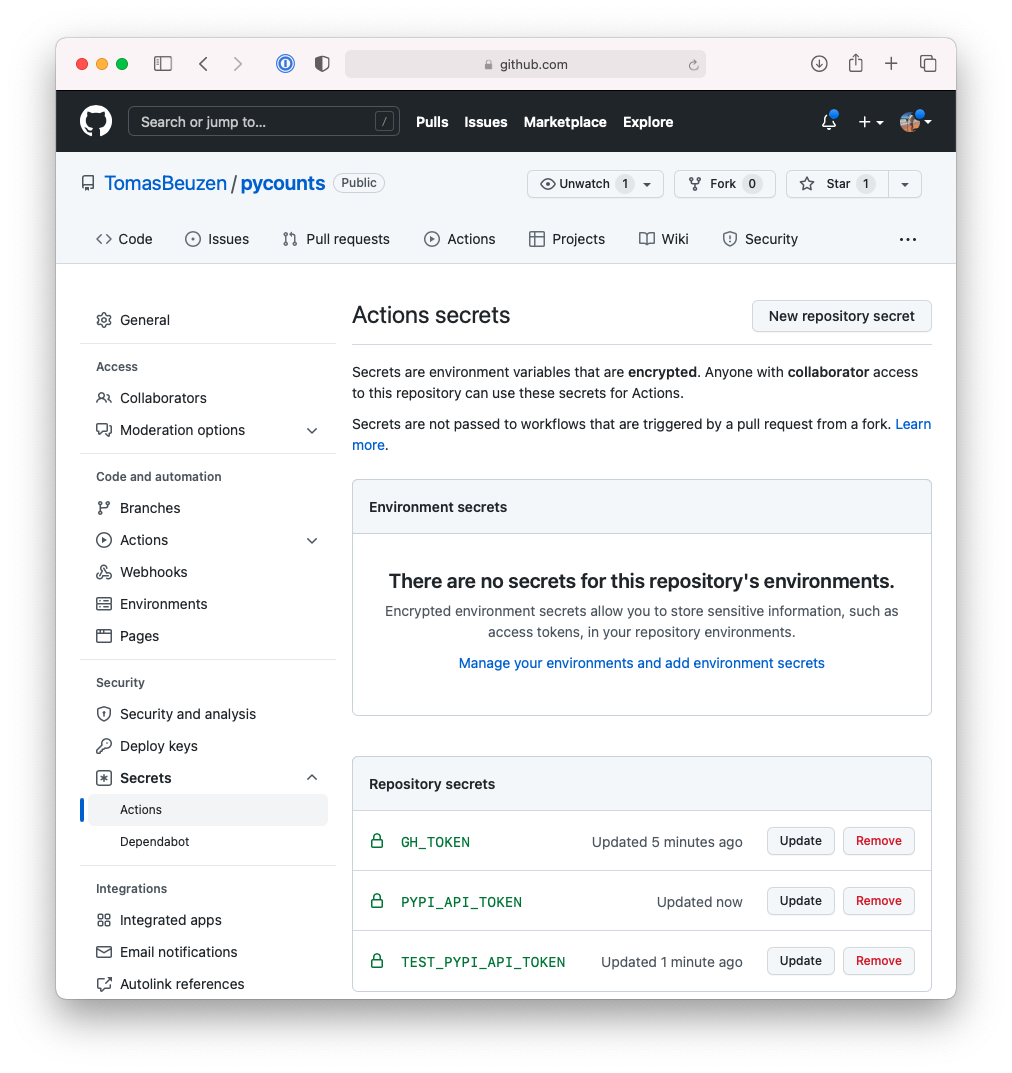 github.com
Search or jump to... /
Pulls
Issues
Marketplace
Explore
TomasBeuzen / pycounts Public
Unwatch 1
Fork 0
Star 1
Code
Issues
Pull requests
Actions
Projects
Wiki
Security
General
Access
Collaborators
Moderation options
Code and automation
Branches
Actions
Webhooks
Environments
Pages
Security
Security and analysis
Deploy keys
Secrets
Actions
Dependabot
Integrations
Integrated apps
Email notifications
Autolink references
Actions secrets
New repository secret
Secrets are environment variables that are encrypted. Anyone with collaborator access
to this repository can use these secrets for Actions.
Secrets are not passed to workflows that are triggered by a pull request from a fork. Learn
more.
Environment secrets
There are no secrets for this repository's environments.
Encrypted environment secrets allow you to store sensitive information, such as
access tokens, in your repository environments.
Manage your environments and add environment secrets
Repository secrets
GH_TOKEN Updated 5 minutes ago Update Remove
PYPI_API_TOKEN Updated now Update Remove
TEST_PYPI_API_TOKEN Updated 1 minute ago Update Remove